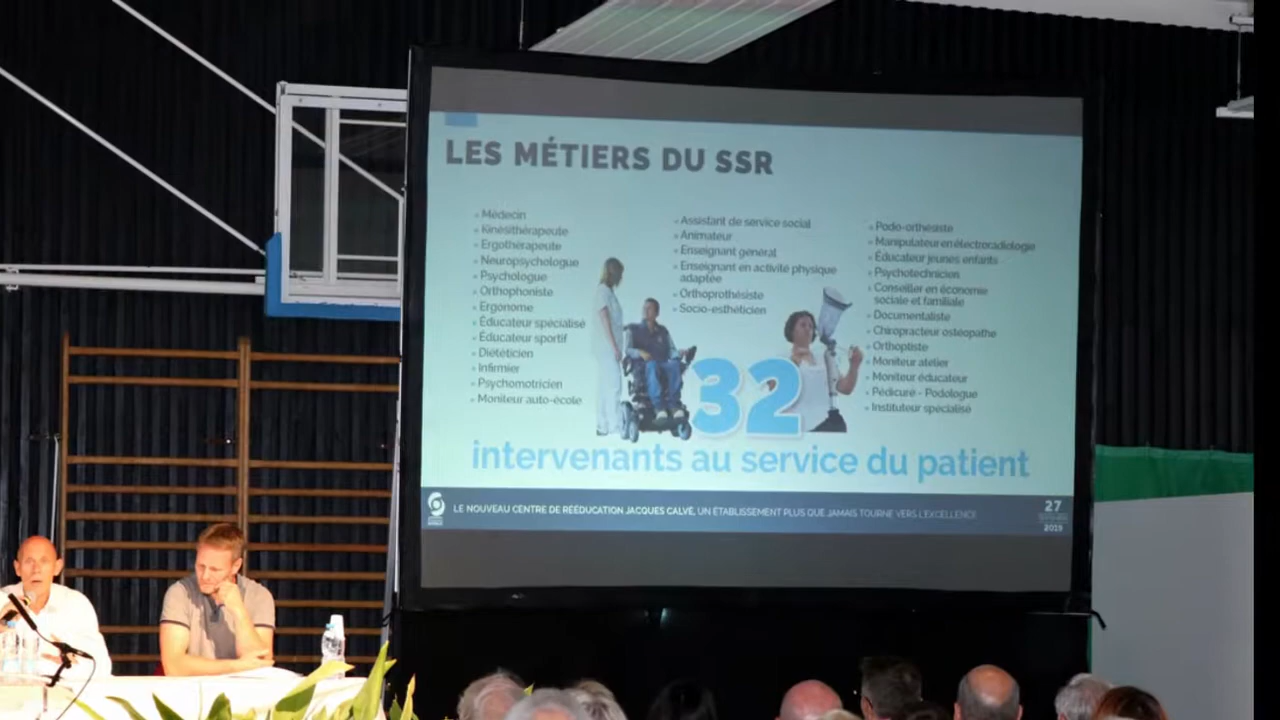 LES MÉTIERS DU SSR
Médecin
Kinésithérapeute
Ergothérapeute
Neuropsychologue
Psychologue
Orthophoniste
Ergonome
Éducateur spécialisé
Éducateur sportif
Diététicien
Infirmier
Psychomotricien
Moniteur auto-école
Assistant de service social
Animateur
Enseignant général
Enseignant en activité physique
adaptée
Orthoprothésiste
Socio-esthéticien
Podo-orthésiste
Manipulateur en électroradiologie
Éducateur jeunes enfants
Psychotechnicien
Conseiller en économie
sociale et familiale
Documentaliste
Chiropracteur ostéopathe
Orthoptiste
Moniteur atelier
Moniteur éducateur
Pédicure - Podologue
Instituteur spécialisé
32
intervenants au service du patient
LE NOUVEAU CENTRE DE RÉÉDUCATION JACQUES CALVÉ, UN ÉTABLISSEMENT PLUS QUE JAMAIS TOURNÉ VERS L'EXCELLENCE
27
2019